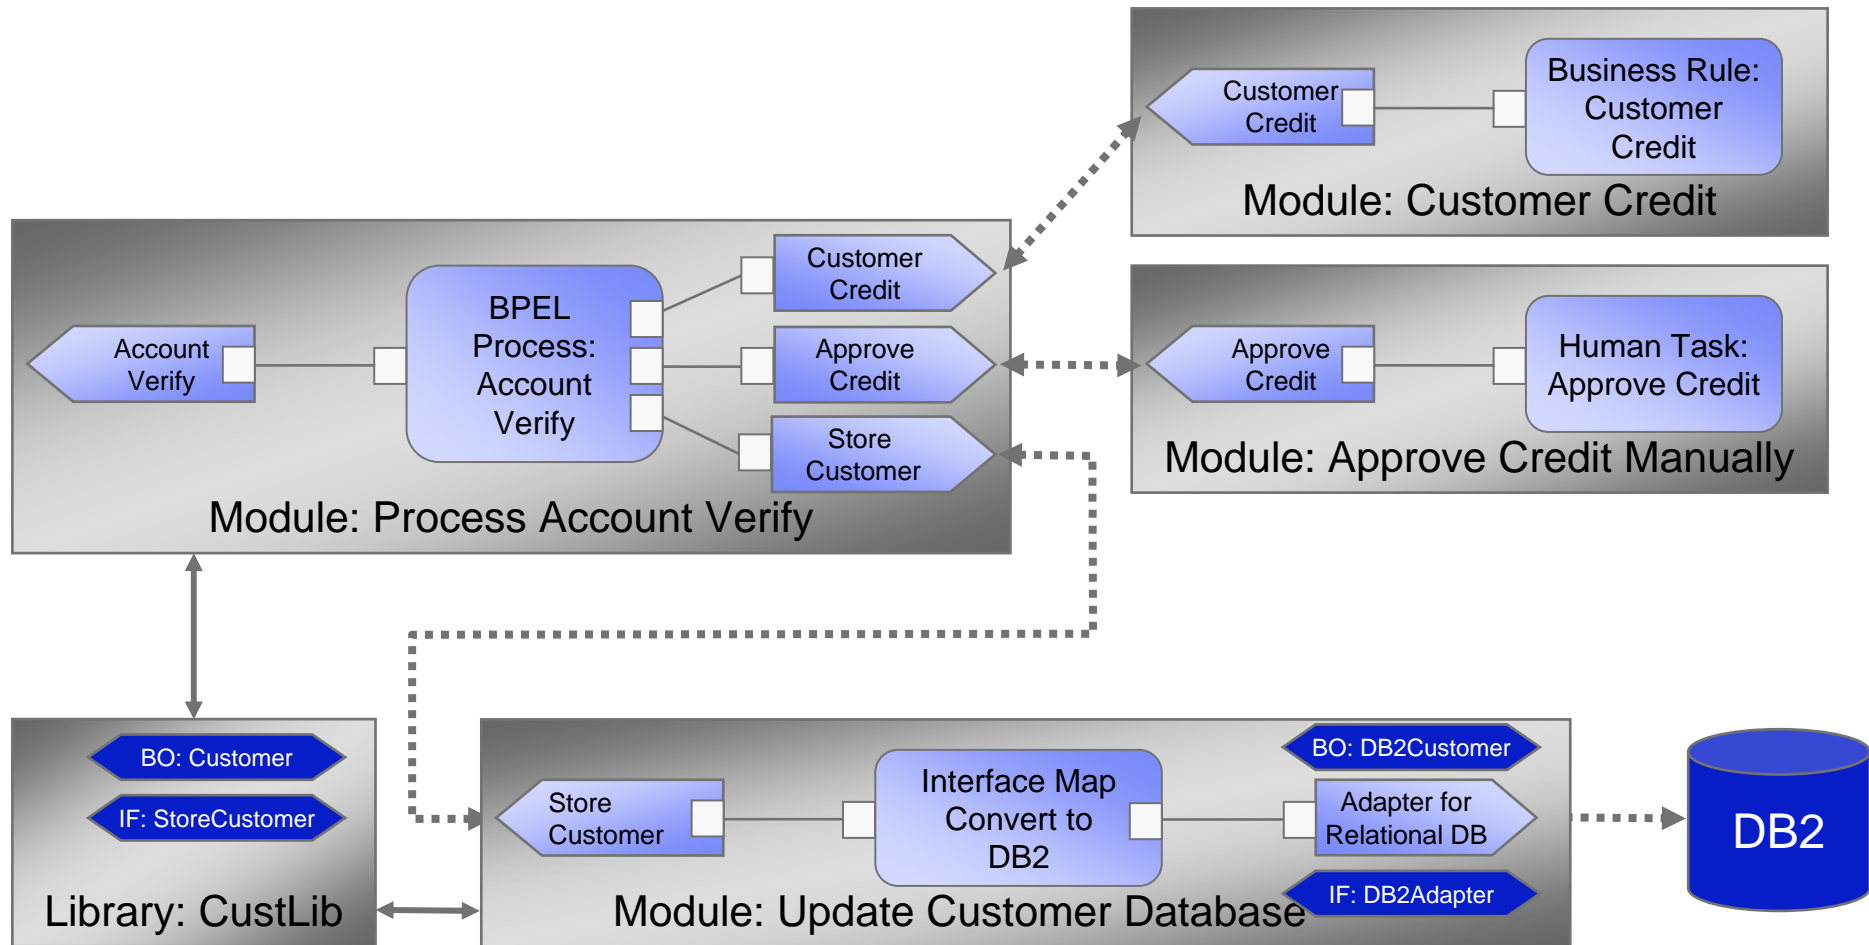 Customer
Credit
Business Rule:
Customer
Credit
Module: Customer Credit
Account
Verify
BPEL
Process:
Account
Verify
Customer
Credit
Approve
Credit
Store
Customer
Module: Process Account Verify
Approve
Credit
Human Task:
Approve Credit
Module: Approve Credit Manually
BO: Customer
IF: StoreCustomer
Library: CustLib
Store
Customer
Interface Map
Convert to
DB2
BO: DB2Customer
Adapter for
Relational DB
IF: DB2Adapter
Module: Update Customer Database
DB2